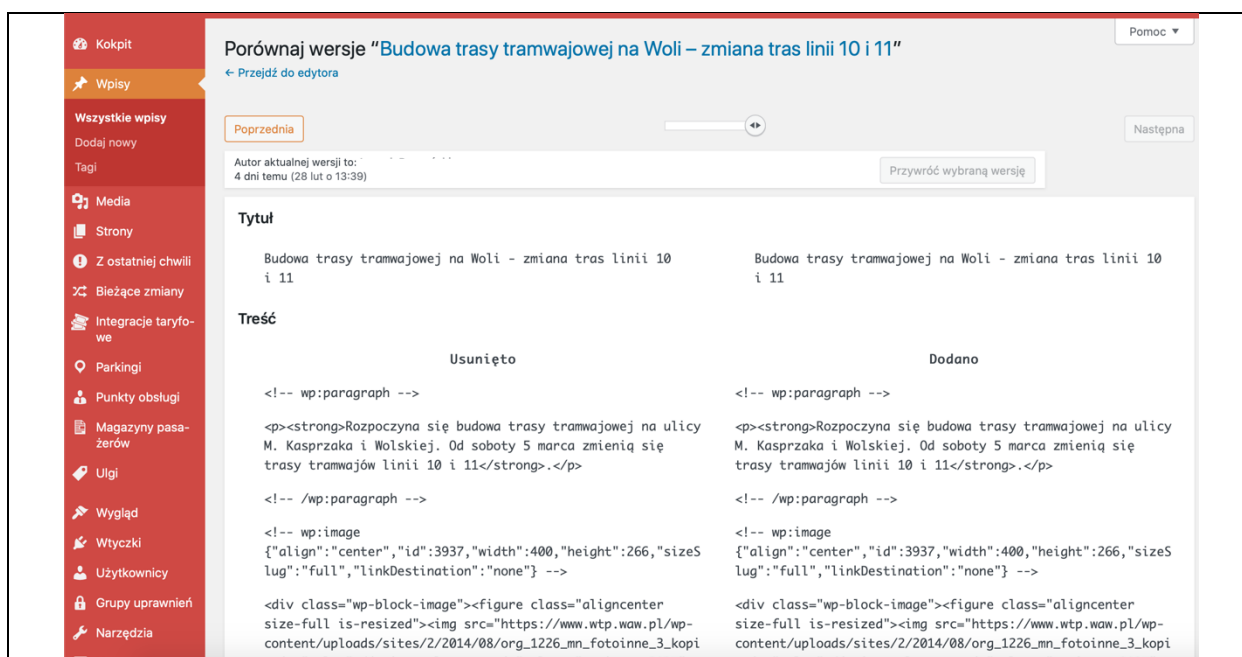 Kokpit
Wpisy
Wszystkie wpisy
Dodaj nowy
Tagi
Media
Strony
Z ostatniej chwili
Bieżące zmiany
Integracje taryfo-
we
Parkingi
Punkty obsługi
Magazyny pasa-
żerów
Ulgi
Wygląd
Wtyczki
Użytkownicy
Grupy uprawnień
Narzędzia
Pomoc ▼
Porównaj wersje “Budowa trasy tramwajowej na Woli – zmiana tras linii 10 i 11”
← Przejdź do edytora
Poprzednia
Następna
Autor aktualnej wersji to:
4 dni temu (28 lut o 13:39)
Przywróć wybraną wersję
Tytuł
Budowa trasy tramwajowej na Woli - zmiana tras linii 10
i 11
Budowa trasy tramwajowej na Woli - zmiana tras linii 10
i 11
Treść
Usunięto
<!-- wp:paragraph -->
<p><strong>Rozpoczyna się budowa trasy tramwajowej na ulicy
M. Kasprzaka i Wolskiej. Od soboty 5 marca zmienią się
trasy tramwajów linii 10 i 11</strong>.</p>
<!-- /wp:paragraph -->
<!-- wp:image
{"align":"center","id":3937,"width":400,"height":266,"sizeS
lug":"full","linkDestination":"none"} -->
<div class="wp-block-image"><figure class="aligncenter
size-full is-resized"><img src="https://www.wtp.waw.pl/wp-
content/uploads/sites/2/2014/08/org_1226_mn_fotoinne_3_kopi
Dodano
<!-- wp:paragraph -->
<p><strong>Rozpoczyna się budowa trasy tramwajowej na ulicy
M. Kasprzaka i Wolskiej. Od soboty 5 marca zmienią się
trasy tramwajów linii 10 i 11</strong>.</p>
<!-- /wp:paragraph -->
<!-- wp:image
{"align":"center","id":3937,"width":400,"height":266,"sizeS
lug":"full","linkDestination":"none"} -->
<div class="wp-block-image"><figure class="aligncenter
size-full is-resized"><img src="https://www.wtp.waw.pl/wp-
content/uploads/sites/2/2014/08/org_1226_mn_fotoinne_3_kopi